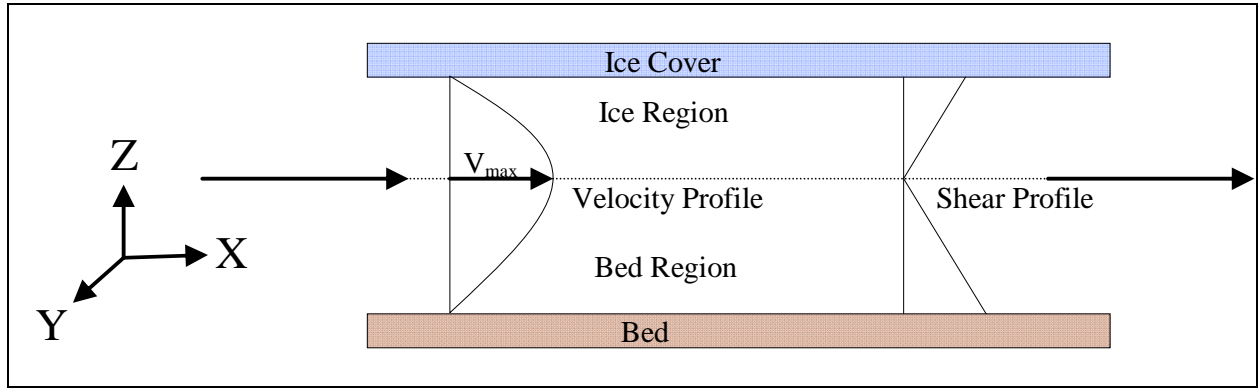 Ice Cover
Ice Region
Z
Vmax
Velocity Profile
Shear Profile
X
Bed Region
Y
Bed